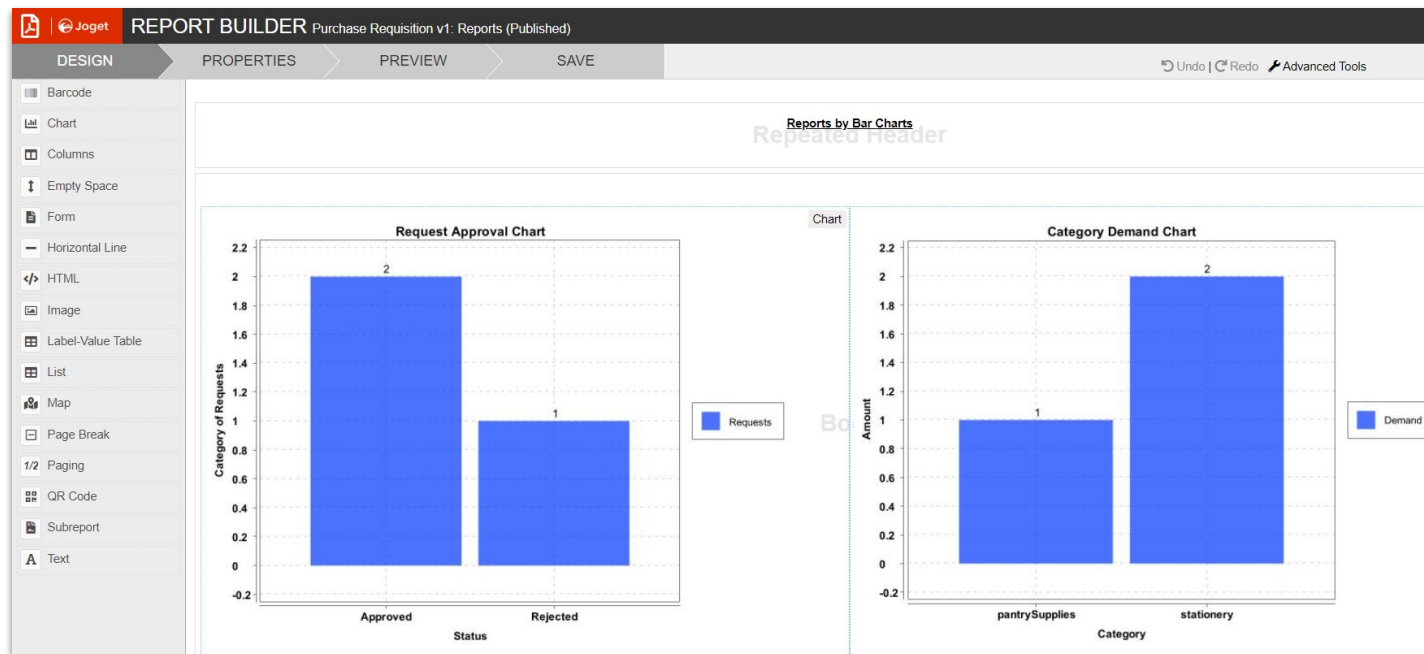 Joget REPORT BUILDER Purchase Requisition v1: Reports (Published)
DESIGN PROPERTIES PREVIEW SAVE
Undo | Redo Advanced Tools
Barcode
Chart
Columns
Empty Space
Form
Horizontal Line
HTML
Image
Label-Value Table
List
Map
Page Break
1/2 Paging
QR Code
Subreport
A Text
Reports by Bar Charts
Repeated Header
Chart
Request Approval Chart
2.2
2
1.8
1.6
1.4
1.2
1
0.8
0.6
0.4
0.2
0
-0.2
Category of Requests
2
1
Approved Rejected
Status
Requests
Category Demand Chart
2.2
2
1.8
1.6
1.4
1.2
1
0.8
0.6
0.4
0.2
0
-0.2
Amount
1
2
pantrySupplies stationery
Category
Demand